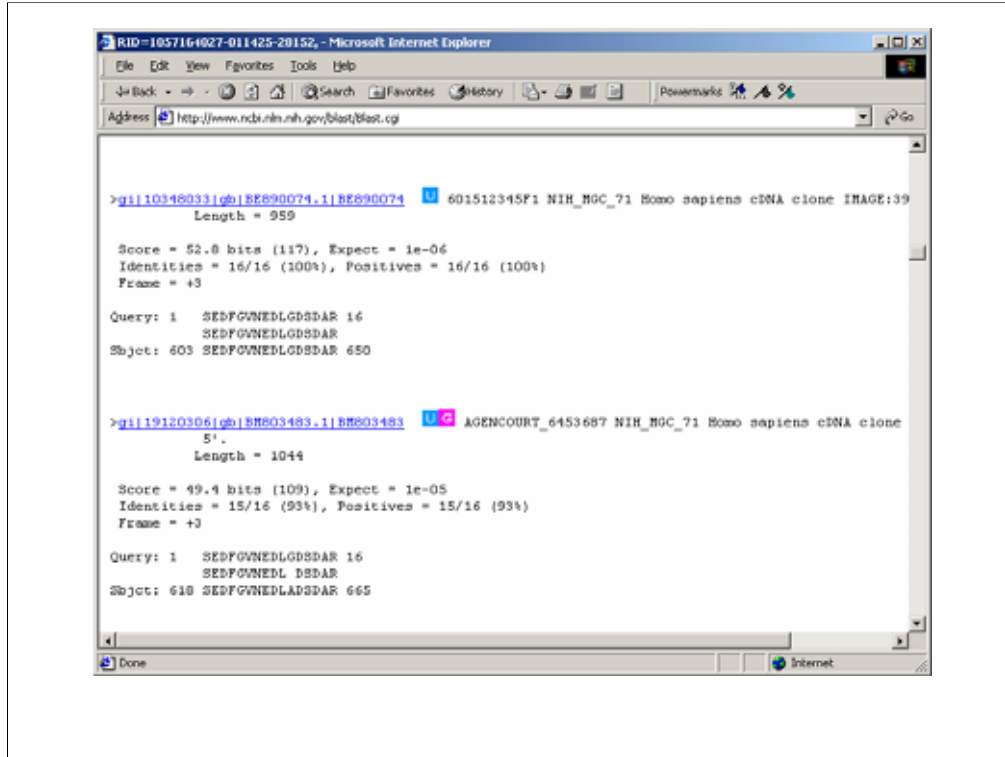 RID=1057164027-011425-20152, - Microsoft Internet Explorer
File Edit View Favorites Tools Help
Back Search Favorites History Powermarks
Address http://www.ncbi.nlm.nih.gov/blast/Blast.cgi Go
>gi|10348033|gb|BE890074.1|BE890074 U 601512345F1 NIH_MGC_71 Homo sapiens cDNA clone IMAGE:39
Length = 959
Score = 52.8 bits (117), Expect = 1e-06
Identities = 16/16 (100%), Positives = 16/16 (100%)
Frame = +3
Query: 1 SEDFGVNEDLGDSDAR 16
SEDFGVNEDLGDSDAR
Sbjct: 603 SEDFGVNEDLGDSDAR 650
>gi|19120306|gb|BM803483.1|BM803483 U G AGENCOURT_6453687 NIH_MGC_71 Homo sapiens cDNA clone
5'.
Length = 1044
Score = 49.4 bits (109), Expect = 1e-05
Identities = 15/16 (93%), Positives = 15/16 (93%)
Frame = +3
Query: 1 SEDFGVNEDLGDSDAR 16
SEDFGVNEDL DSDAR
Sbjct: 618 SEDFGVNEDLADSDAR 665
Done Internet